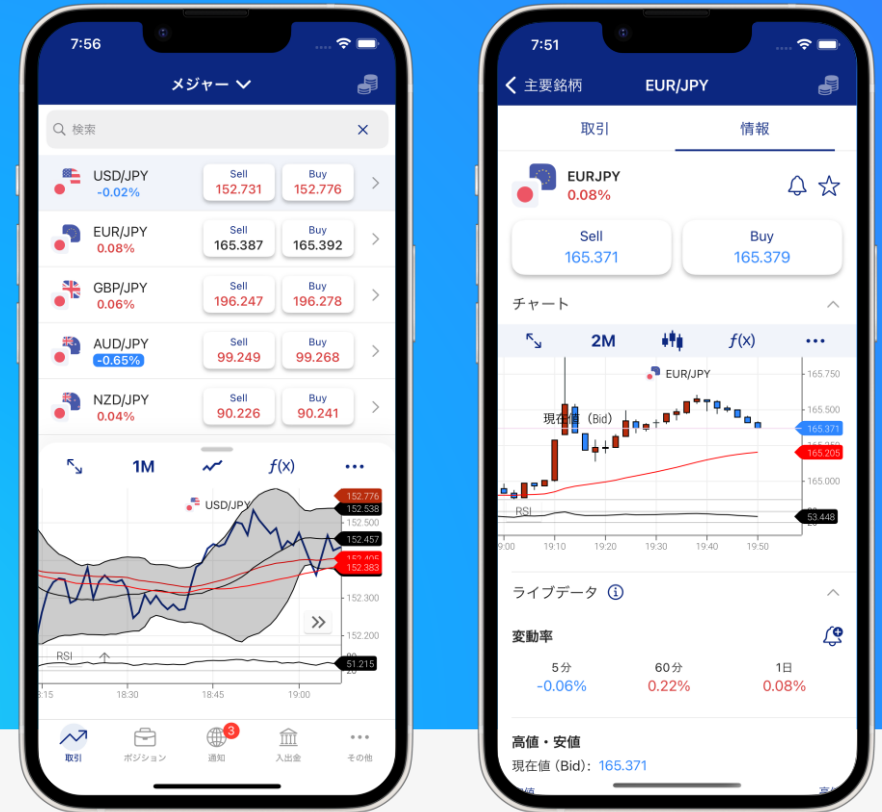 7:56
メジャー
検索
USD/JPY
-0.02%
Sell
152.731
Buy
152.776
EUR/JPY
0.08%
Sell
165.387
Buy
165.392
GBP/JPY
0.06%
Sell
196.247
Buy
196.278
AUD/JPY
-0.65%
Sell
99.249
Buy
99.268
NZD/JPY
0.04%
Sell
90.226
Buy
90.241
1M
f(x)
USD/JPY
152.776
152.538
152.500
152.457
152.383
152.300
152.200
RSI
51.215
18:30
18:45
19:00
3
取引
ポジション
通知
入出金
その他
7:51
主要銘柄
EUR/JPY
取引
情報
EURJPY
0.08%
Sell
165.371
Buy
165.379
チャート
2M
f(x)
EUR/JPY
現在値 (Bid)
165.750
165.500
165.371
165.205
165.000
RSI
53.448
19:10
19:20
19:30
19:40
19:50
ライブデータ
変動率
5分
60分
1日
-0.06%
0.22%
0.08%
高値・安値
現在値 (Bid): 165.371